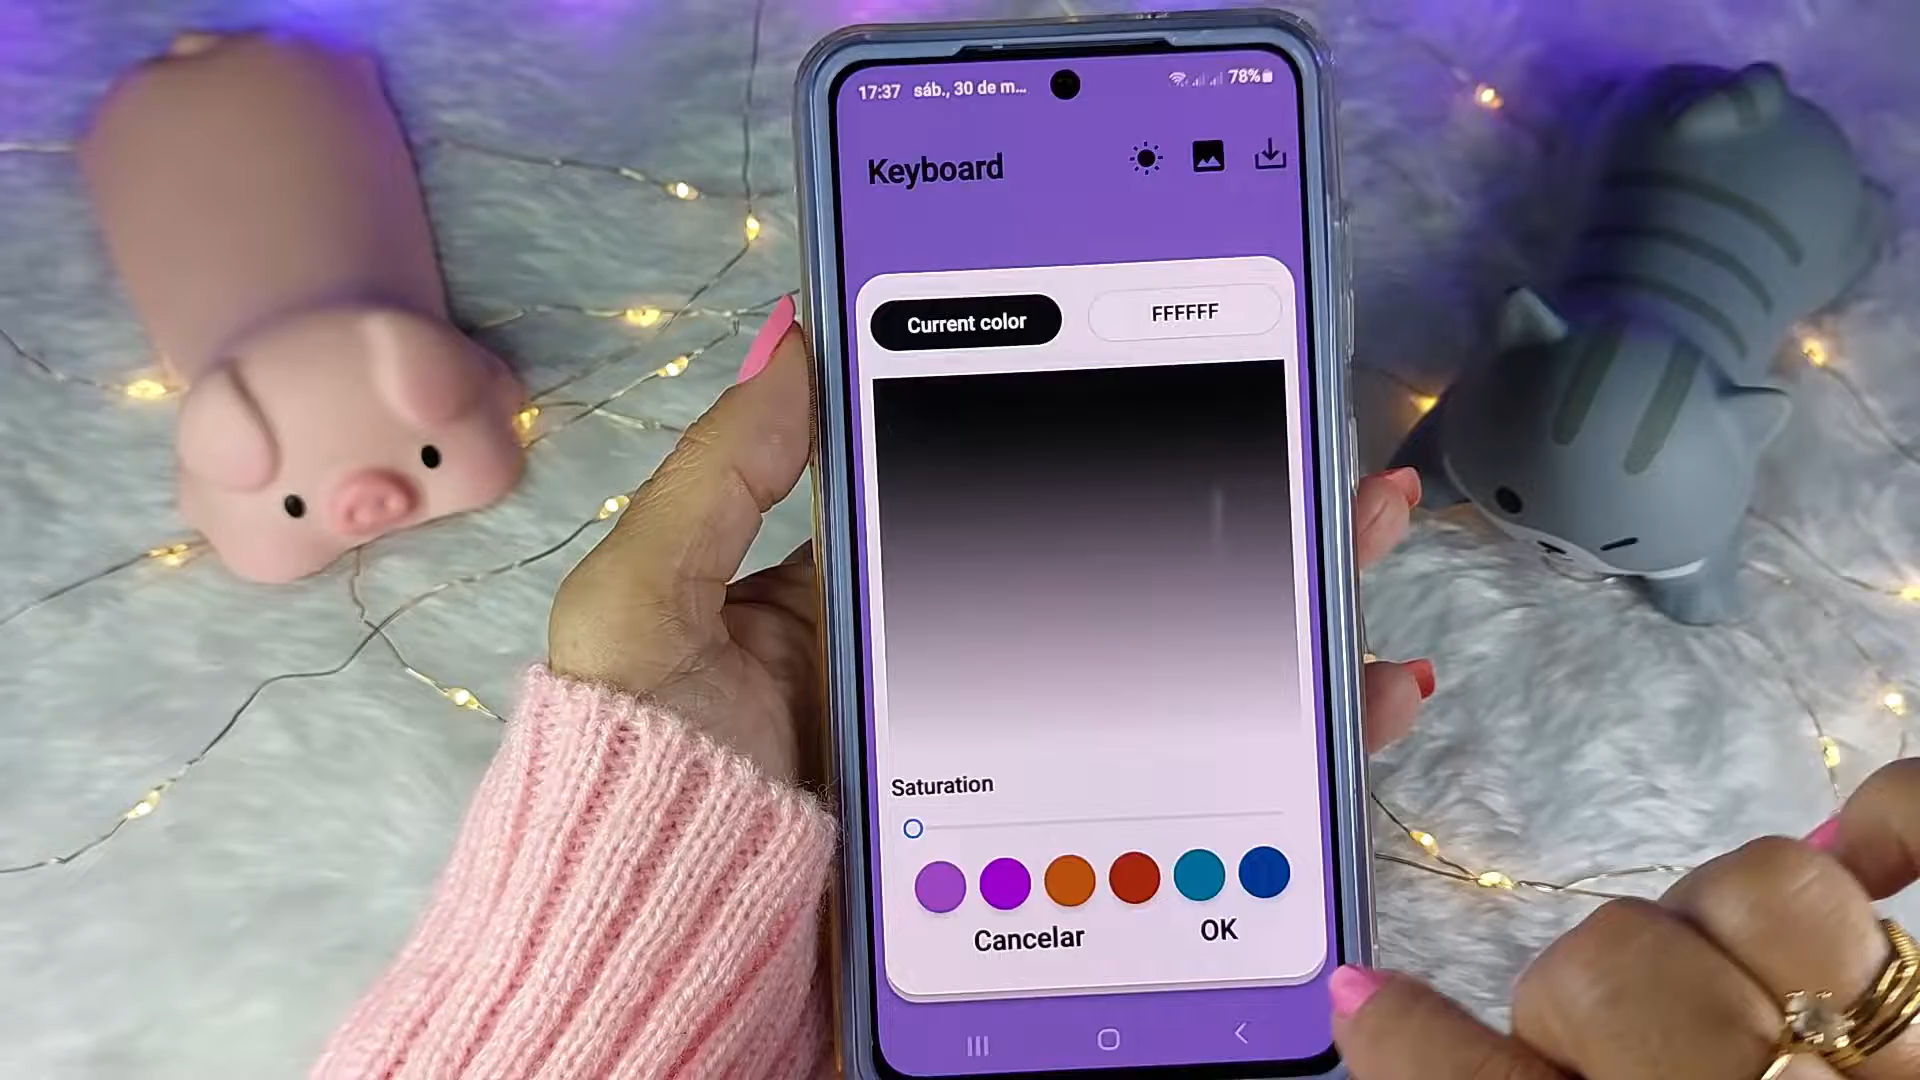 17:37 sáb., 30 de m... 78%
Keyboard
Current color
FFFFFF
Saturation
Cancelar
OK